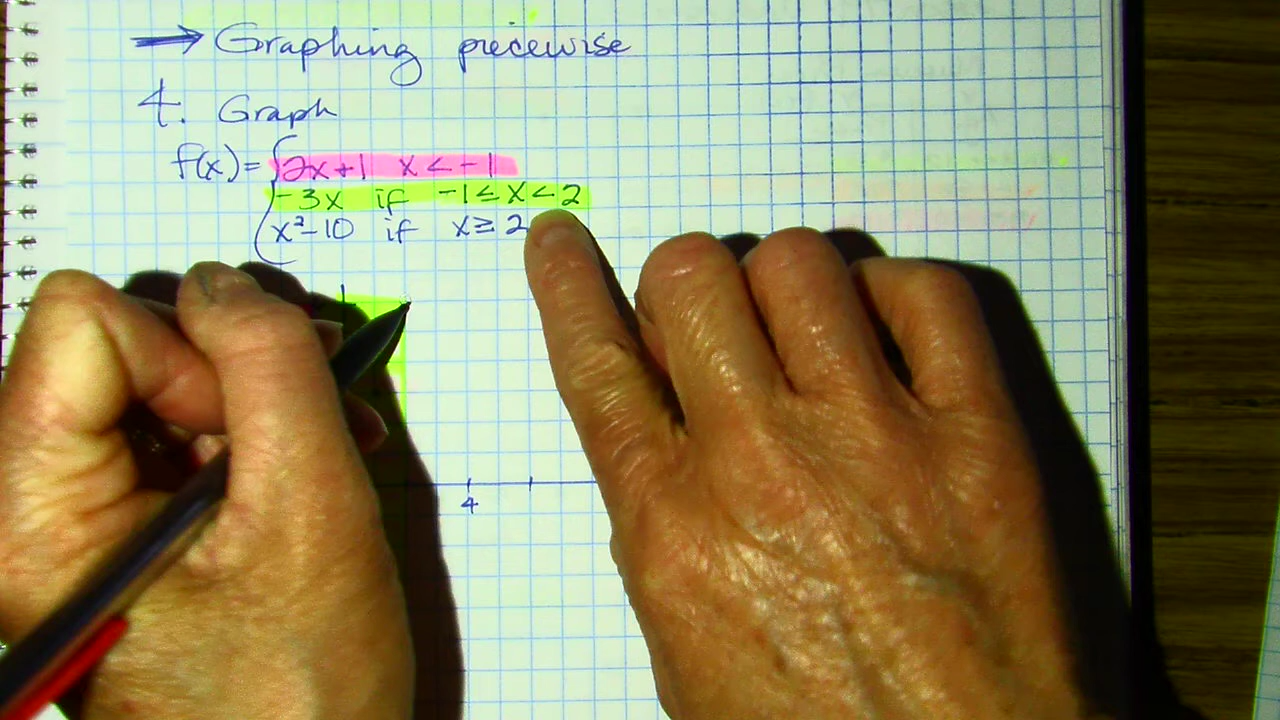 → Graphing piecewise
4. Graph
f(x) = { 2x+1 x < -1
-3x if -1 ≤ x < 2
x²-10 if x ≥ 2
4